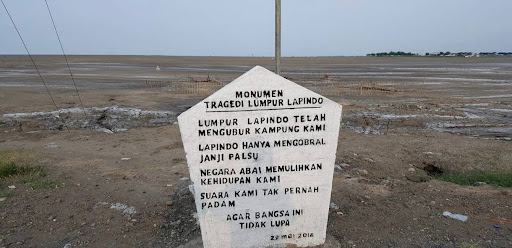 MONUMEN
TRAGEDI LUMPUR LAPINDO
LUMPUR LAPINDO TELAH
MENGUBUR KAMPUNG KAMI
LAPINDO HANYA MENGOBRAL
JANJI PALSU
NEGARA ABAI MEMULIHKAN
KEHIDUPAN KAMI
SUARA KAMI TAK PERNAH
PADAM
AGAR BANGSA INI
TIDAK LUPA
29 mei 2014